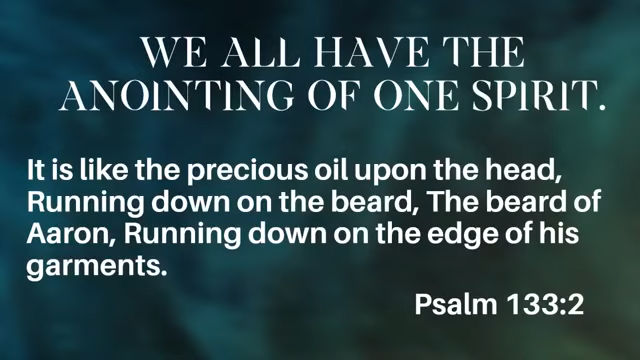 WE ALL HAVE THE
ANOINTING OF ONE SPIRIT.
It is like the precious oil upon the head,
Running down on the beard, The beard of
Aaron, Running down on the edge of his
garments.
Psalm 133:2